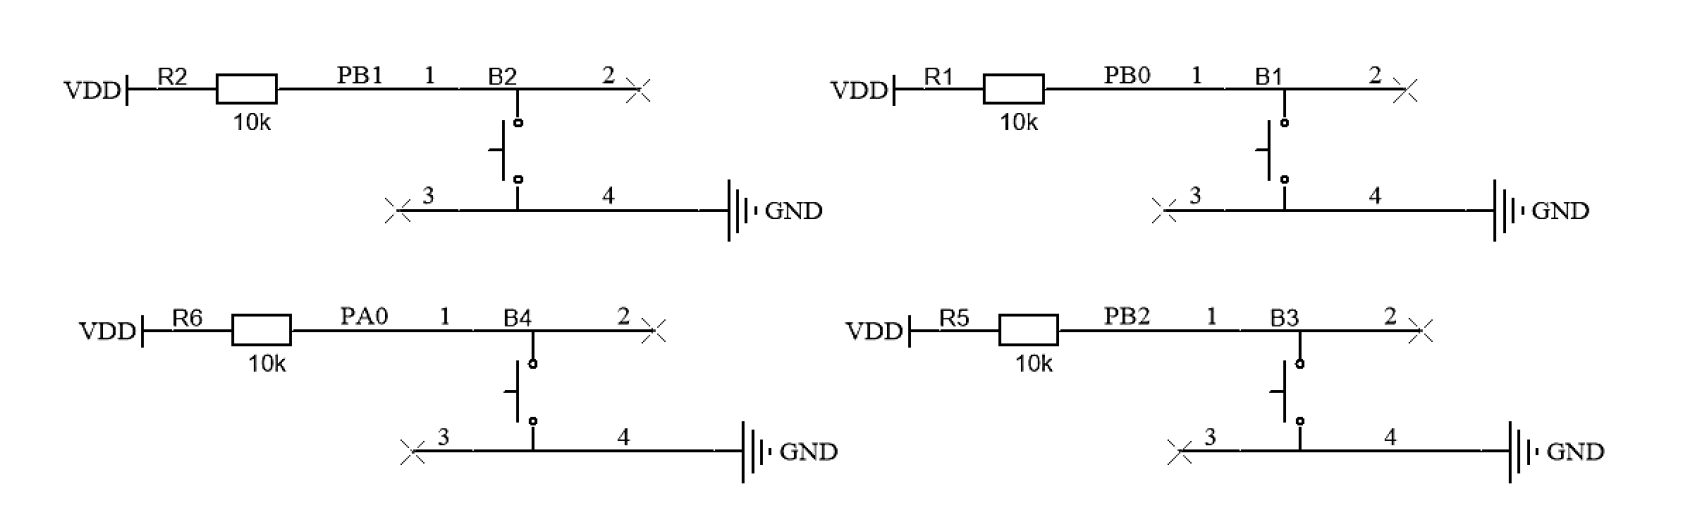 R2 PB1 1 B2 2
VDD
10k
3 4
GND
R1 PB0 1 B1 2
VDD
10k
3 4
GND
R6 PA0 1 B4 2
VDD
10k
3 4
GND
R5 PB2 1 B3 2
VDD
10k
3 4
GND